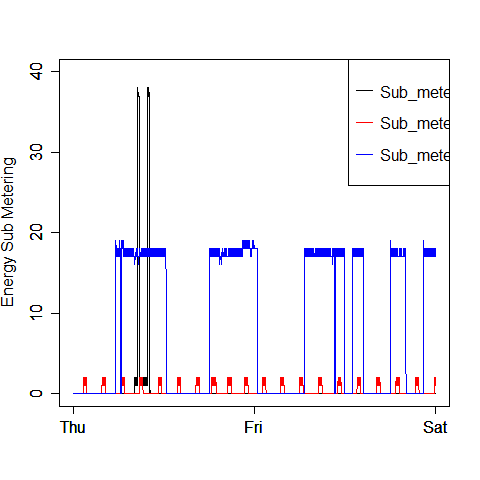 40
30
20
10
0
Energy Sub Metering
Sub_mete
Sub_mete
Sub_mete
Thu Fri Sat